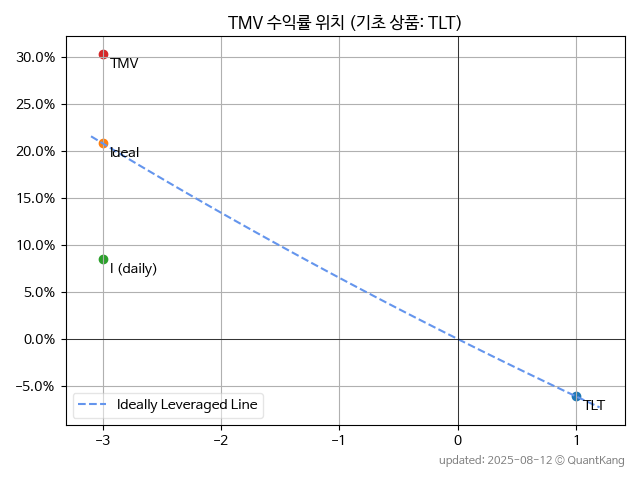 TMV 수익률 위치 (기초 상품: TLT)
30.0%
25.0%
20.0%
15.0%
10.0%
5.0%
0.0%
−5.0%
TMV
Ideal
I (daily)
TLT
Ideally Leveraged Line
−3
−2
−1
0
1
updated: 2025-08-12 ⓒ QuantKang